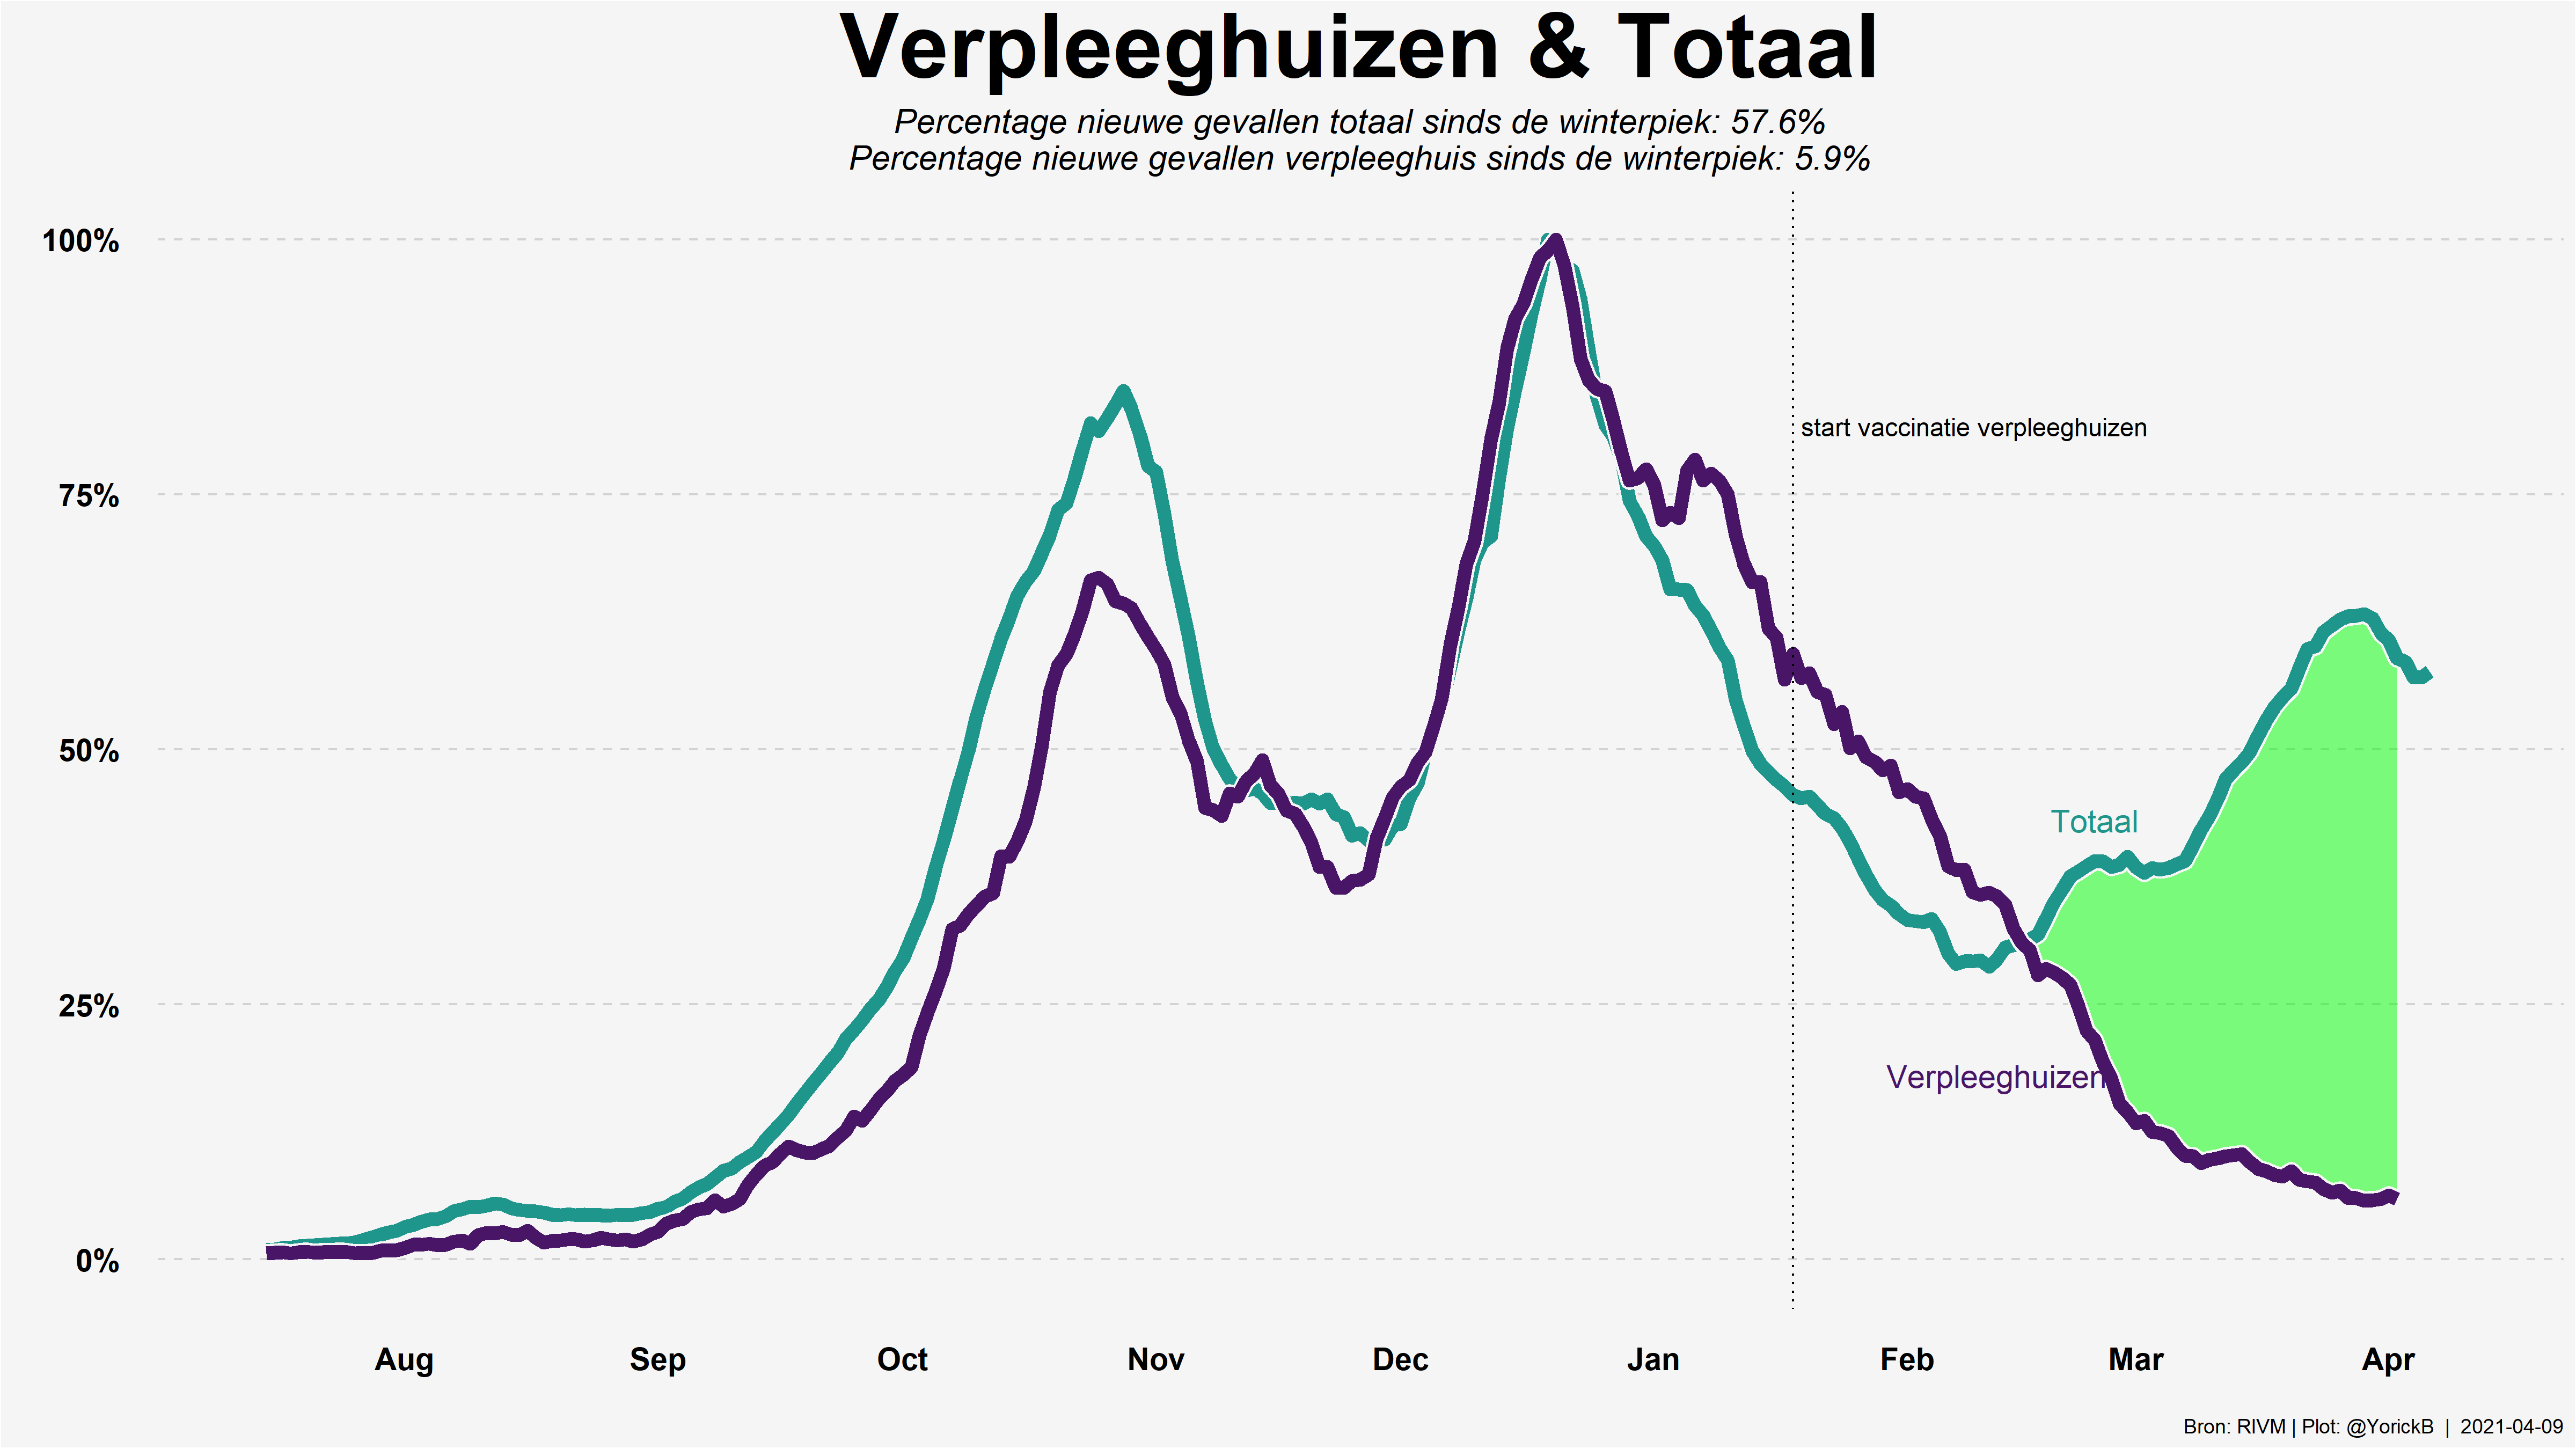 Verpleeghuizen & Totaal
Percentage nieuwe gevallen totaal sinds de winterpiek: 57.6%
Percentage nieuwe gevallen verpleeghuis sinds de winterpiek: 5.9%
100%
start vaccinatie verpleeghuizen
75%
50%
Totaal
25%
Verpleeghuizen
0%
Aug Sep Oct Nov Dec Jan Feb Mar Apr
Bron: RIVM | Plot: @YorickB | 2021-04-09